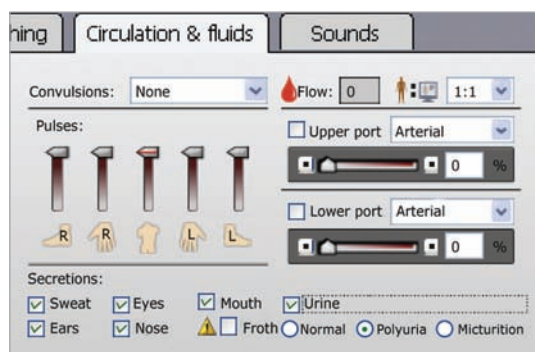 hing Circulation & fluids Sounds
Convulsions: None
Flow: 0 1:1
Pulses:
R R L L
Upper port Arterial
0 %
Lower port Arterial
0 %
Secretions:
Sweat Eyes Mouth Urine
Ears Nose Froth Normal Polyuria Micturition